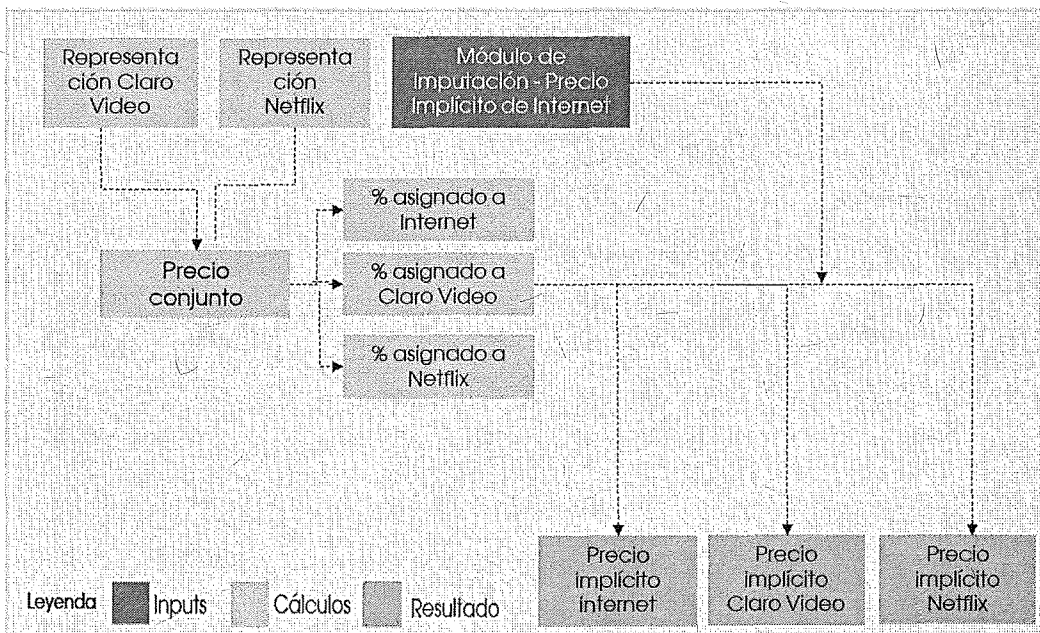 Representa
ción Claro
Video
Representa
ción
Netflix
Módulo de
Imputación - Precio
Implícito de Internet
% asignado a
Internet
Precio
conjunto
% asignado a
Claro Video
% asignado a
Netflix
Precio
implícito
Internet
Precio
implícito
Claro Video
Precio
implícito
Netflix
Leyenda
Inputs
Cálculos
Resultado